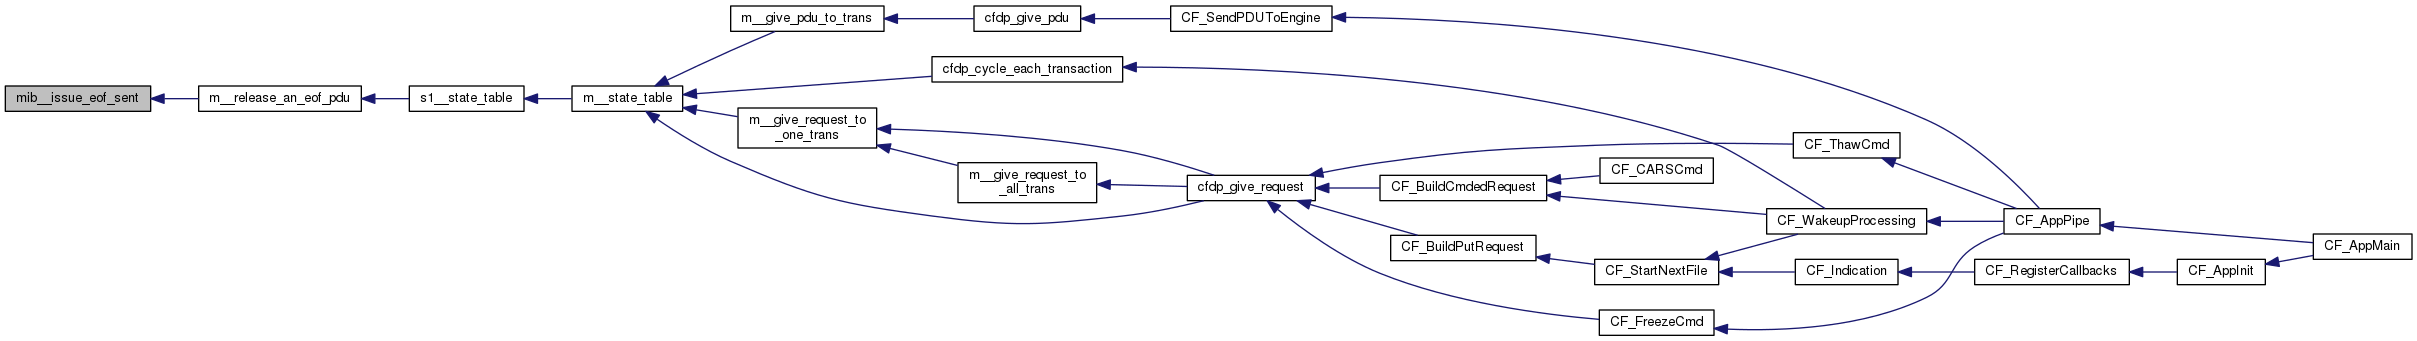 mib__issue_eof_sent
m__release_an_eof_pdu
s1__state_table
m__state_table
m__give_pdu_to_trans
cfdp_give_pdu
CF_SendPDUToEngine
cfdp_cycle_each_transaction
m__give_request_to
_one_trans
m__give_request_to
_all_trans
cfdp_give_request
CF_ThawCmd
CF_BuildCmdedRequest
CF_CARSCmd
CF_WakeupProcessing
CF_AppPipe
CF_BuildPutRequest
CF_StartNextFile
CF_Indication
CF_RegisterCallbacks
CF_AppInit
CF_AppMain
CF_FreezeCmd